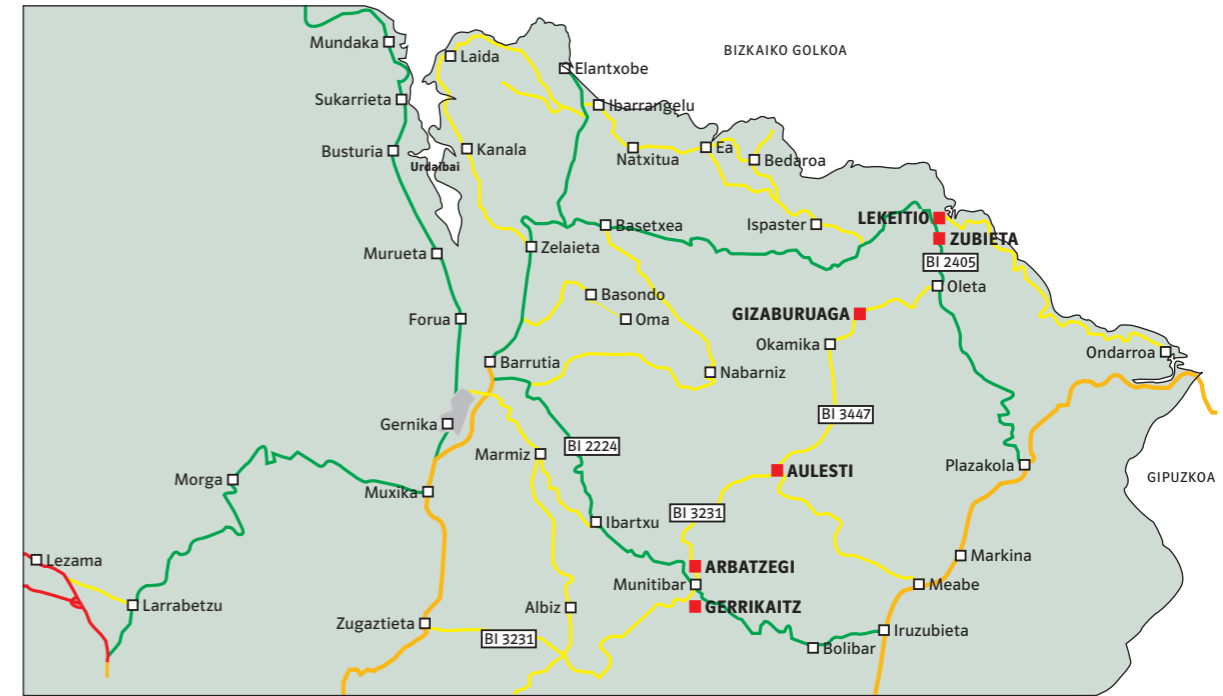 Mundaka
Laida
BIZKAIKO GOLKOA
Elantxobe
Sukarrieta
Ibarrangelu
Busturia
Kanala
Natxitua
Ea
Bedaroa
Urdaibai
LEKEITIO
Ispaster
Basetxea
ZUBIETA
Murueta
Zelaieta
BI 2405
Oleta
Basondo
GIZABURUAGA
Forua
Oma
Okamika
Ondarroa
Barrutia
Nabarniz
BI 3447
Gernika
BI 2224
Marmiz
Plazakola
AULESTI
GIPUZKOA
Morga
Muxika
BI 3231
Ibartxu
Markina
Lezama
ARBATZEGI
Munitibar
Meabe
Larrabetzu
Albiz
GERRIKAITZ
Zugaztieta
Iruzubieta
BI 3231
Bolibar